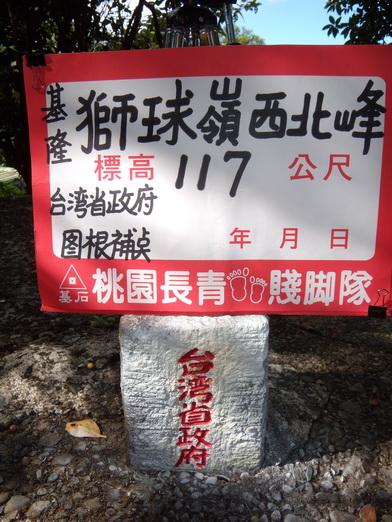 基隆
獅球嶺西北峰
標高 117 公尺
台湾省政府
图根補点
年 月 日
基石 桃園長青 賤脚隊
台湾省政府